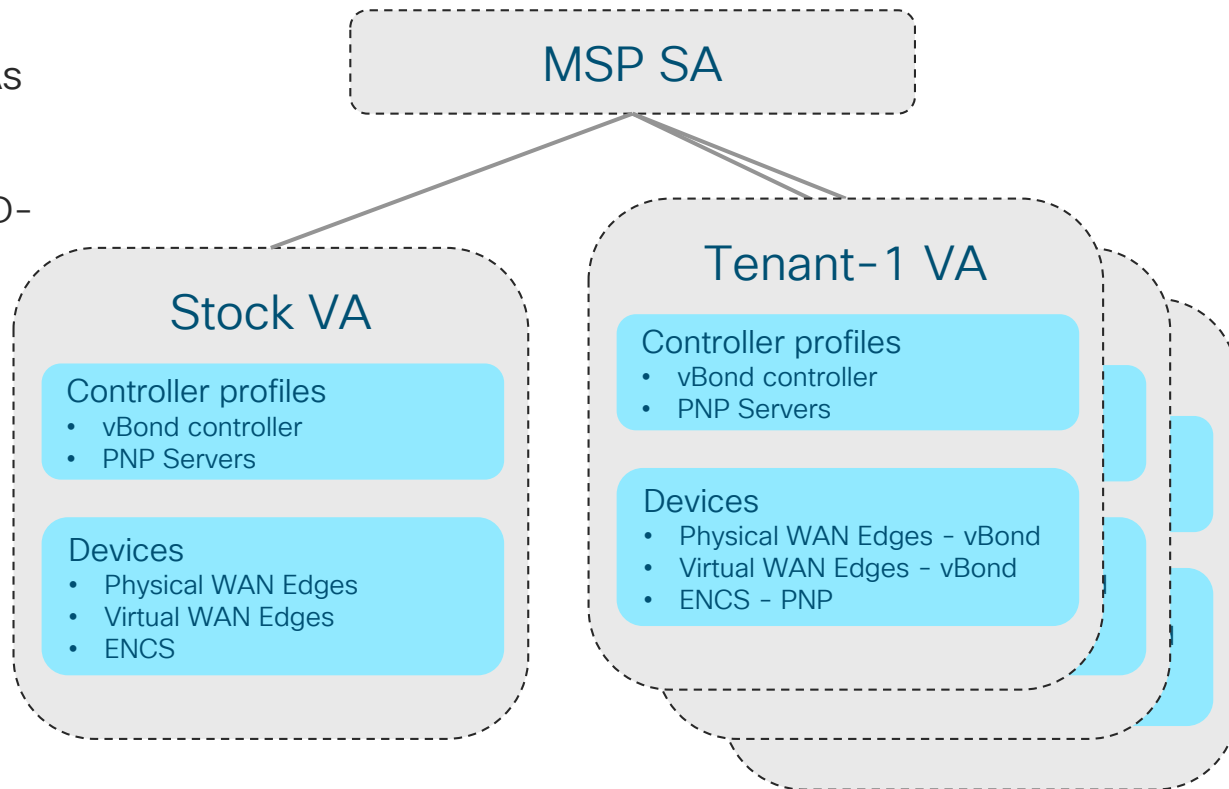 MSP SA
As
D-
Stock VA
Controller profiles
• vBond controller
• PNP Servers
Devices
• Physical WAN Edges
• Virtual WAN Edges
• ENCS
Tenant-1 VA
Controller profiles
• vBond controller
• PNP Servers
Devices
• Physical WAN Edges - vBond
• Virtual WAN Edges - vBond
• ENCS - PNP